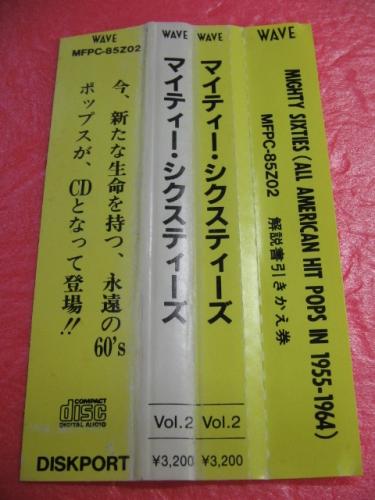 WAVE
MFPC-85Z02
今、新たな生命を持つ、永遠の60's
ポップスが、CDとなって登場!!
COMPACT
disc
DIGITAL AUDIO
DISKPORT
WAVE
マイティー・シクスティーズ
Vol.2
¥3,200
WAVE
マイティー・シクスティーズ
Vol.2
¥3,200
WAVE
MIGHTY SIXTIES (ALL AMERICAN HIT POPS IN 1955-1964)
MFPC-85Z02 解説書引きかえ券